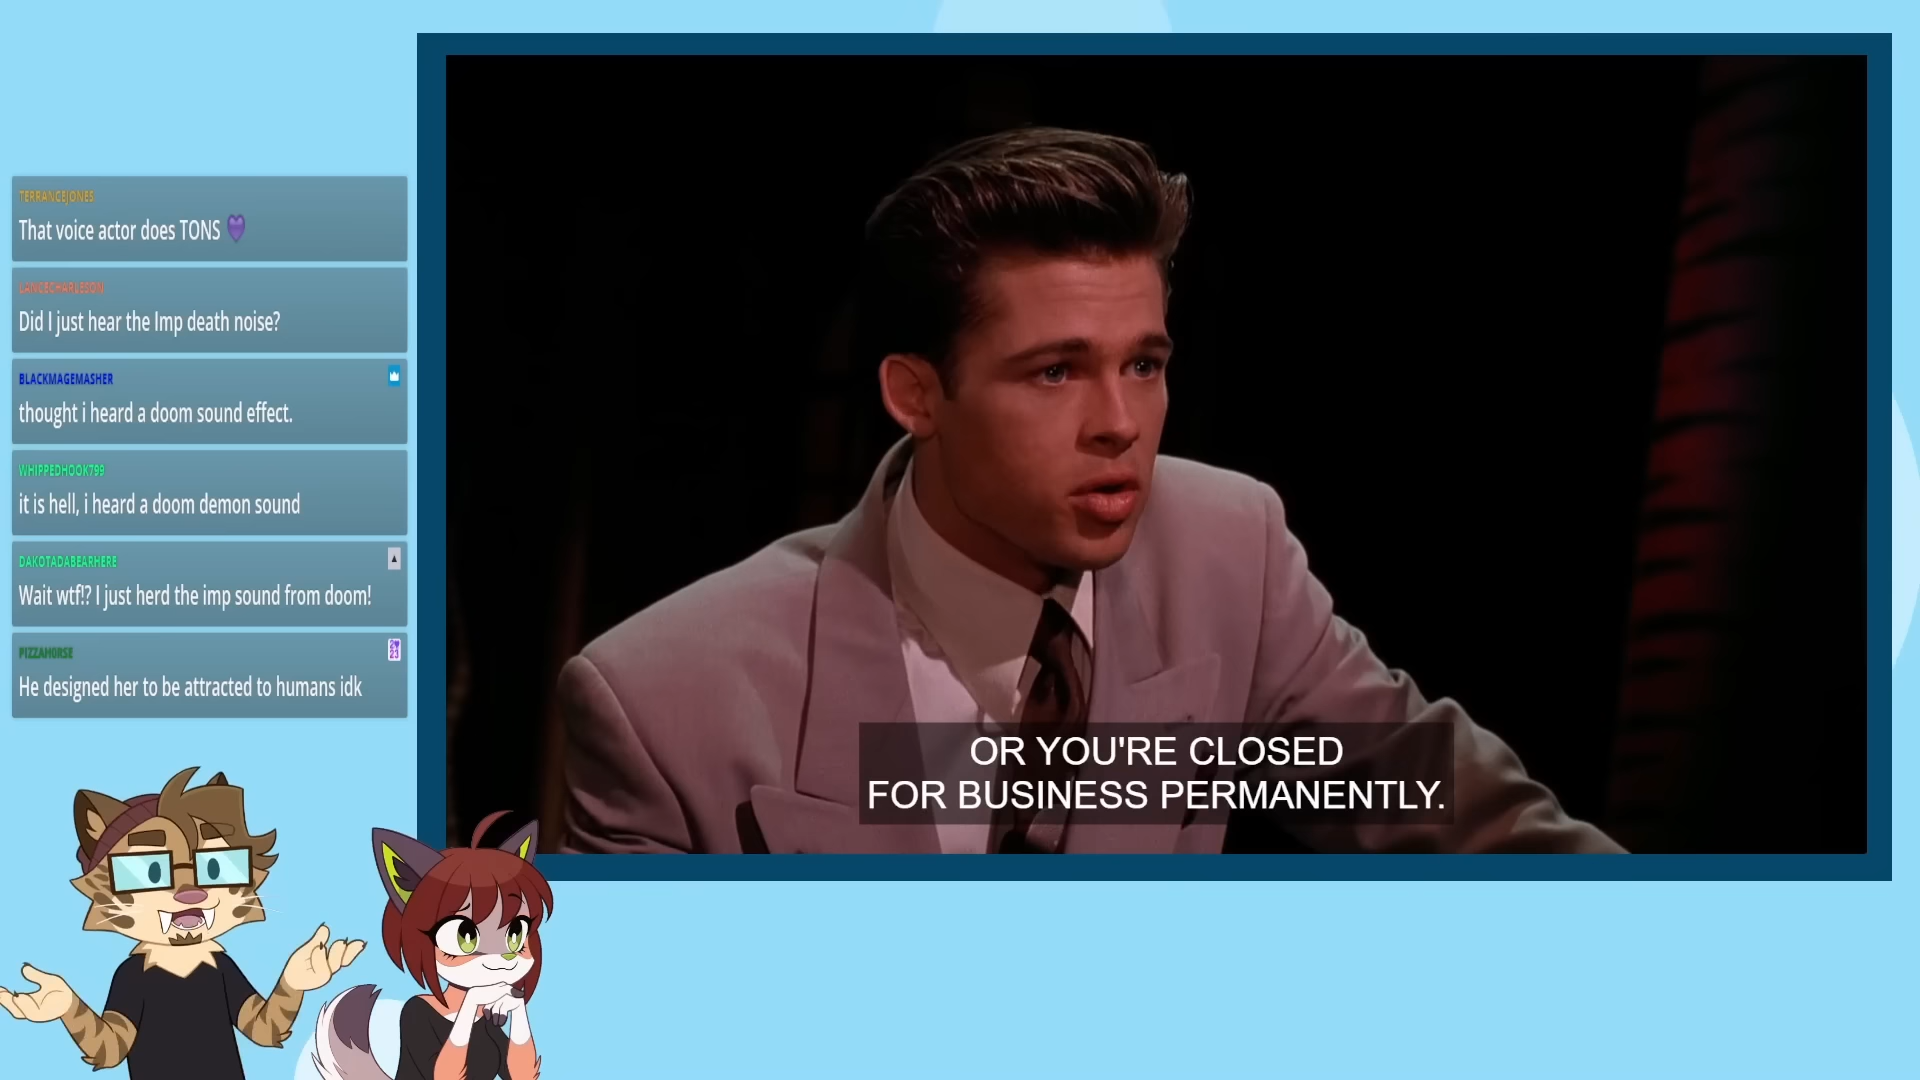 TERRANCEJONES
That voice actor does TONS 💜
LANCECHARLESON
Did I just hear the Imp death noise?
BLACKMAGEMASHER
thought i heard a doom sound effect.
WHIPPEDHOOK799
it is hell, i heard a doom demon sound
DAKOTADABEARHERE
Wait wtf!? I just herd the imp sound from doom!
PIZZAH0RSE
He designed her to be attracted to humans idk
OR YOU'RE CLOSED
FOR BUSINESS PERMANENTLY.